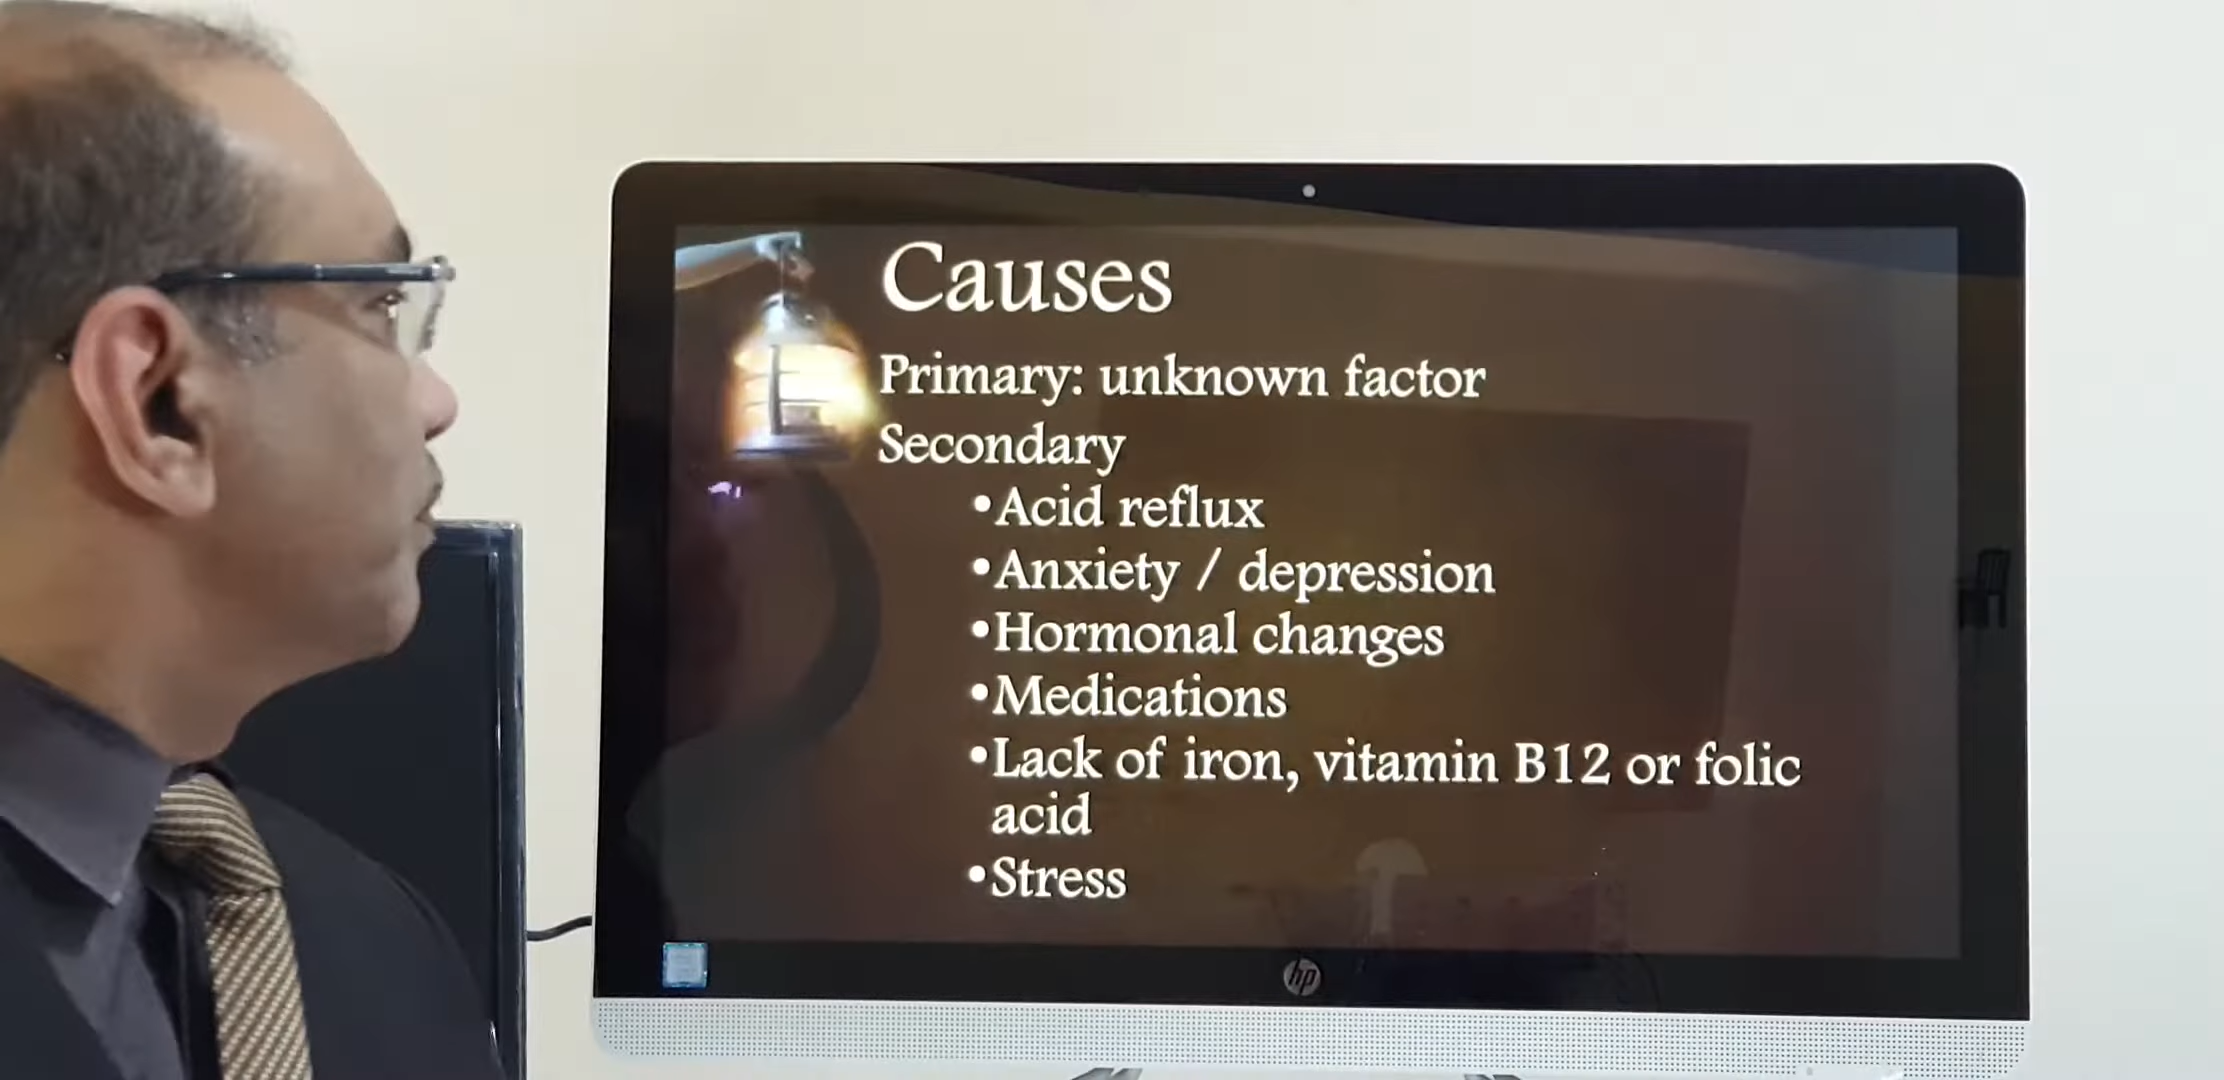 Causes
Primary: unknown factor
Secondary
•Acid reflux
•Anxiety / depression
•Hormonal changes
•Medications
•Lack of iron, vitamin B12 or folic
acid
•Stress
hp